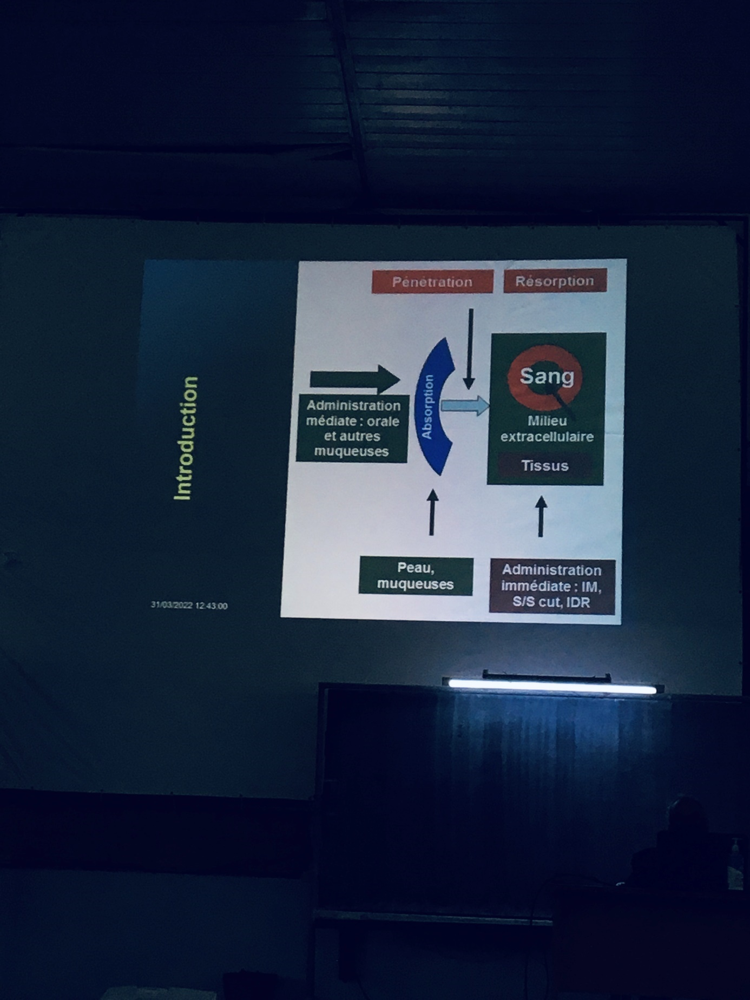 Introduction
Pénétration
Résorption
Sang
Milieu
extracellulaire
Tissus
Absorption
Administration
médiate : orale
et autres
muqueuses
Peau,
muqueuses
Administration
immédiate : IM,
S/S cut, IDR
31/03/2022 12:43:00